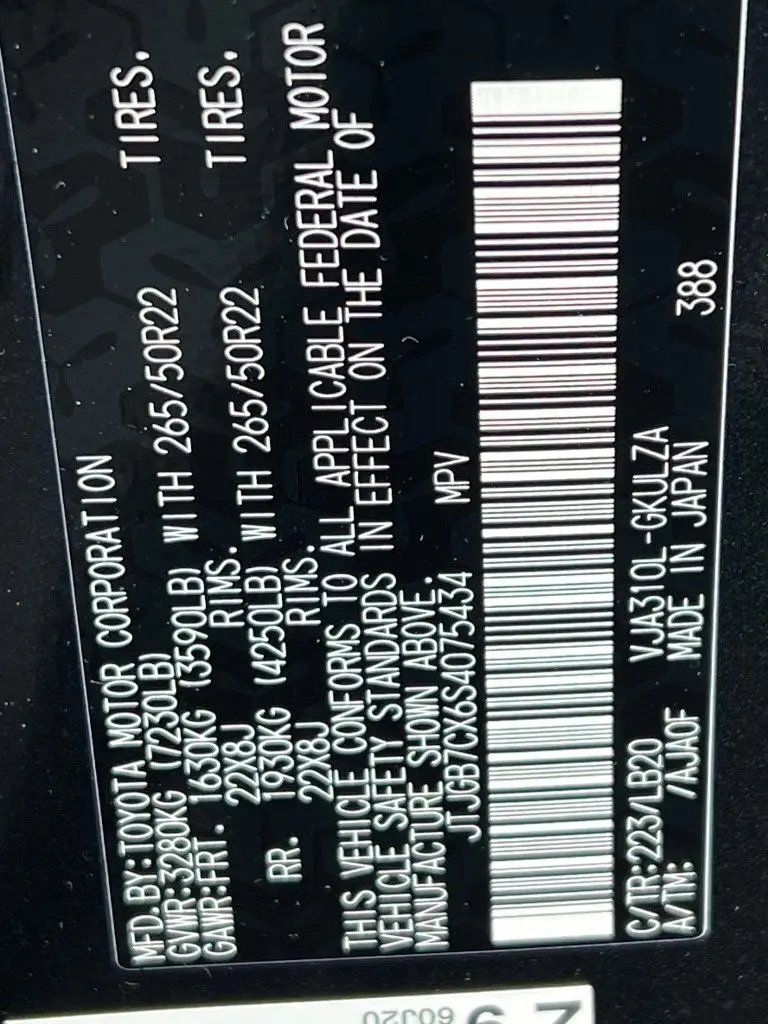 MFD.BY:TOYOTA MOTOR CORPORATION
GVWR:3280KG (7230LB)
GAWR:FRT. 1630KG (3590LB) WITH 265/50R22 TIRES.
22X8J RIMS.
RR. 1930KG (4250LB) WITH 265/50R22 TIRES.
22X8J RIMS.
THIS VEHICLE CONFORMS TO ALL APPLICABLE FEDERAL MOTOR
VEHICLE SAFETY STANDARDS IN EFFECT ON THE DATE OF
MANUFACTURE SHOWN ABOVE.
JTJGB7CX6S4075434 MPV
C/TR:223/LB20 VJA310L-GKULZA
A/TM: /AJA0F MADE IN JAPAN 388
60J20